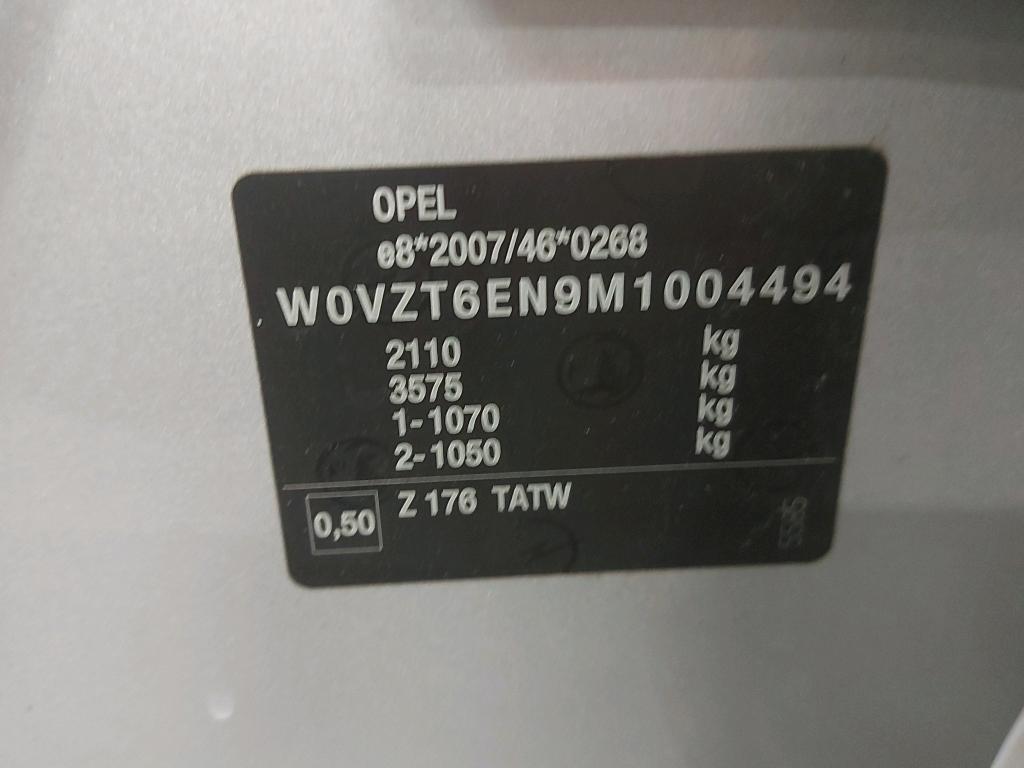 OPEL
e8*2007/46*0268
W0VZT6EN9M1004494
2110 kg
3575 kg
1-1070 kg
2-1050 kg
0,50 Z 176 TATW